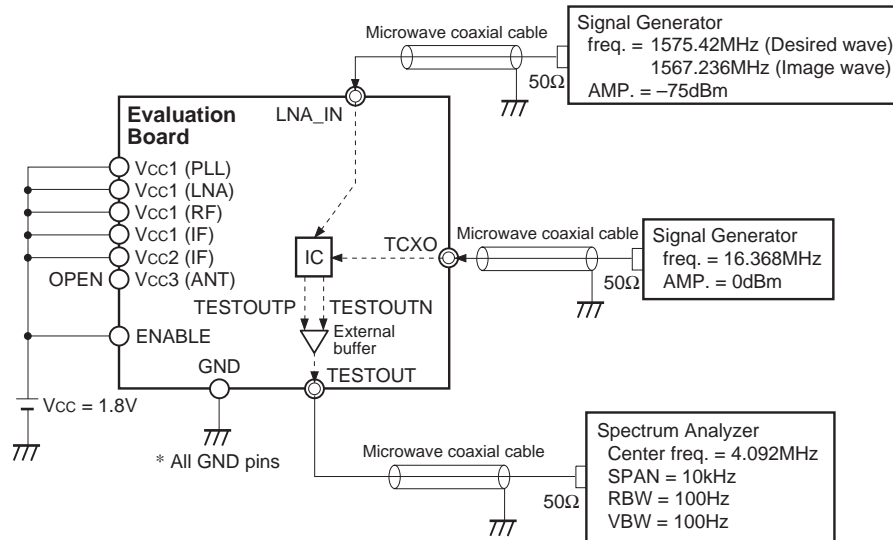 Microwave coaxial cable
50Ω
Signal Generator
freq. = 1575.42MHz (Desired wave)
1567.236MHz (Image wave)
AMP. = –75dBm
Evaluation
Board
LNA_IN
VCC1 (PLL)
VCC1 (LNA)
VCC1 (RF)
VCC1 (IF)
VCC2 (IF)
OPEN
VCC3 (ANT)
ENABLE
IC
TCXO
Microwave coaxial cable
50Ω
Signal Generator
freq. = 16.368MHz
AMP. = 0dBm
TESTOUTP
TESTOUTN
External
buffer
GND
TESTOUT
VCC = 1.8V
* All GND pins
Microwave coaxial cable
50Ω
Spectrum Analyzer
Center freq. = 4.092MHz
SPAN = 10kHz
RBW = 100Hz
VBW = 100Hz